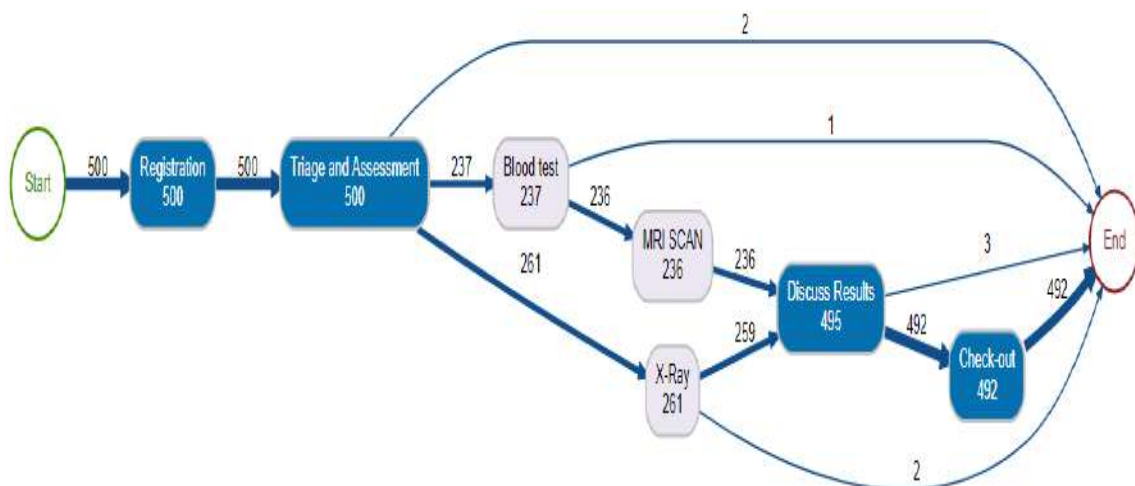 2
1
Start
500
Registration
500
500
Triage and Assessment
500
237
Blood test
237
236
MRI SCAN
236
236
261
X-Ray
261
259
Discuss Results
495
3
492
Check-out
492
492
End
2